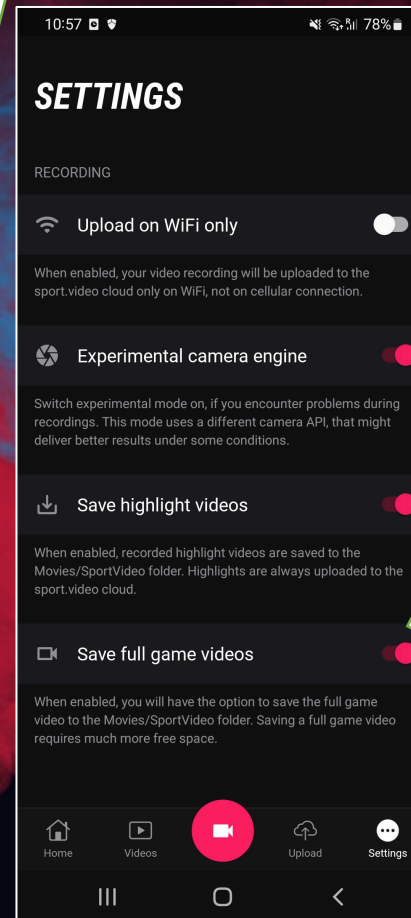 10:57 78%
SETTINGS
RECORDING
Upload on WiFi only
When enabled, your video recording will be uploaded to the
sport.video cloud only on WiFi, not on cellular connection.
Experimental camera engine
Switch experimental mode on, if you encounter problems during
recordings. This mode uses a different camera API, that might
deliver better results under some conditions.
Save highlight videos
When enabled, recorded highlight videos are saved to the
Movies/SportVideo folder. Highlights are always uploaded to the
sport.video cloud.
Save full game videos
When enabled, you will have the option to save the full game
video to the Movies/SportVideo folder. Saving a full game video
requires much more free space.
Home Videos Upload Settings